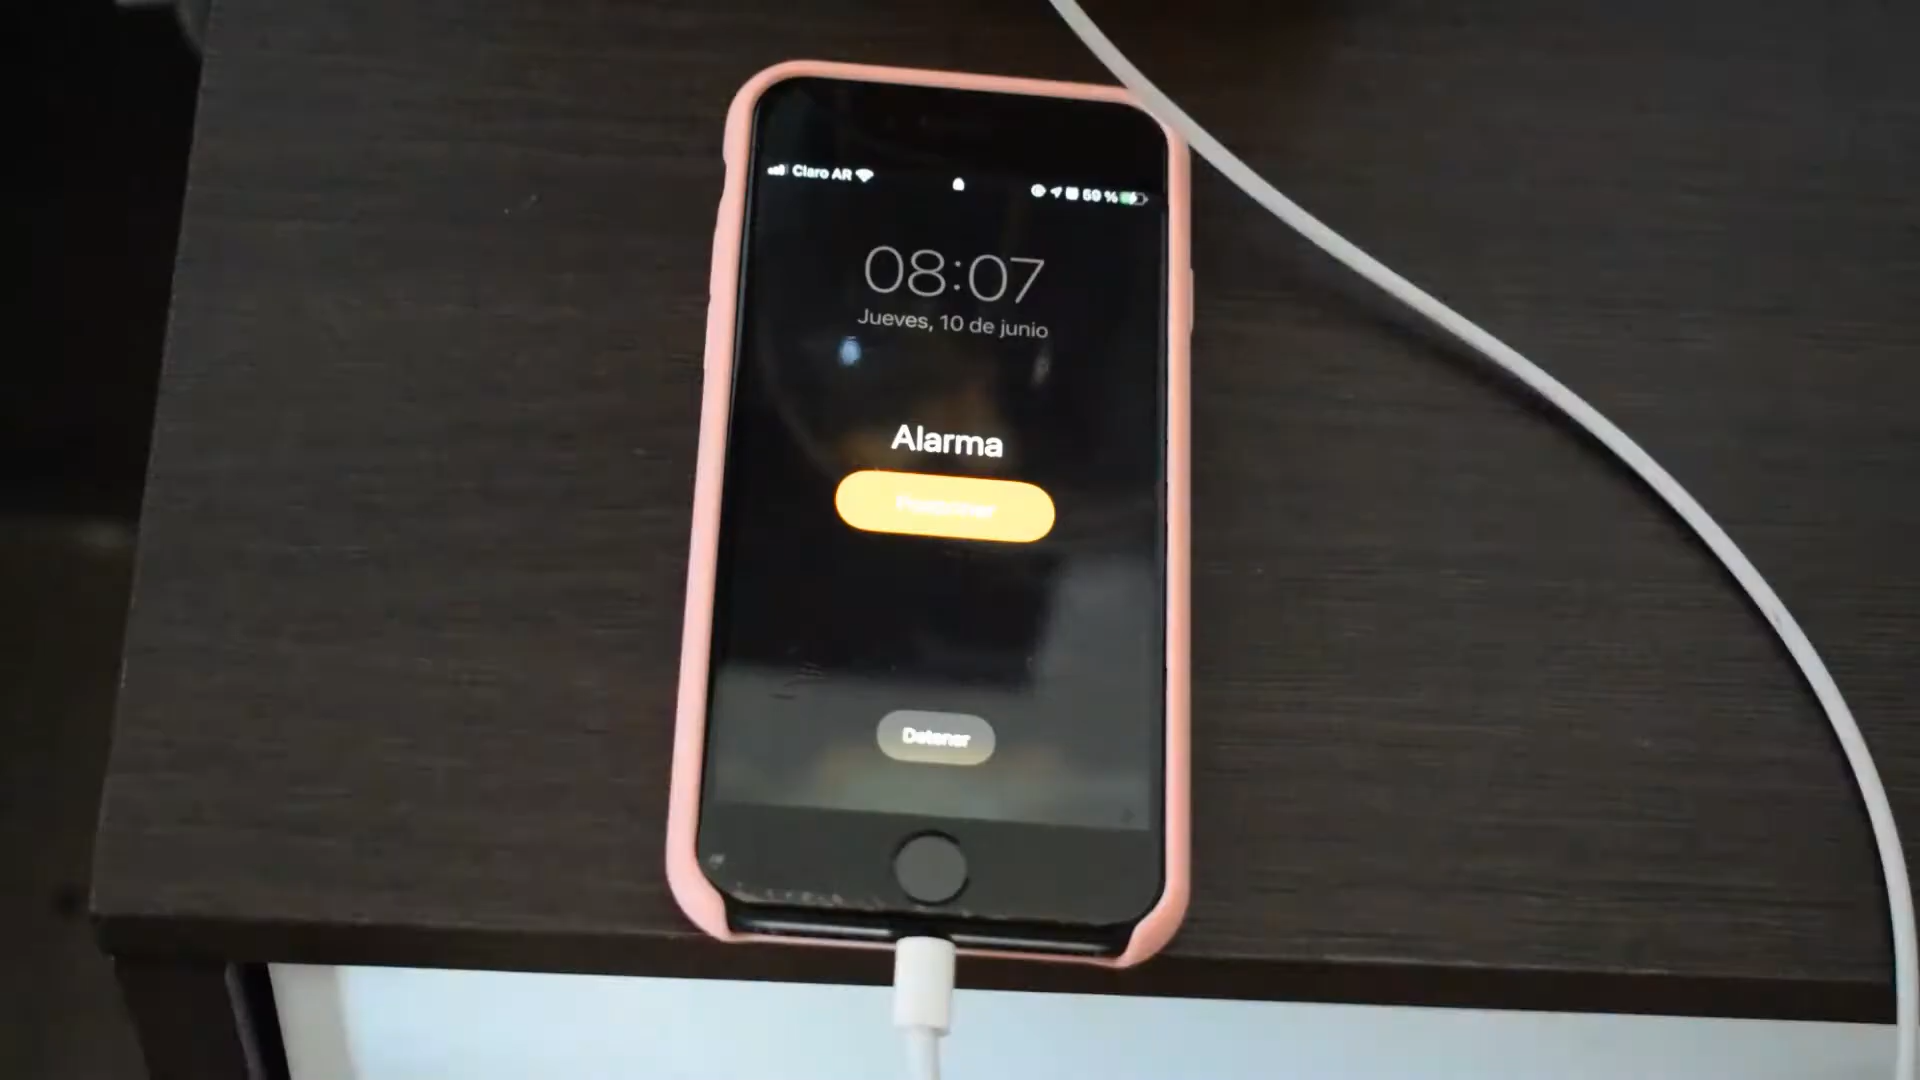 Claro AR 59 %
08:07
Jueves, 10 de junio
Alarma
Detener